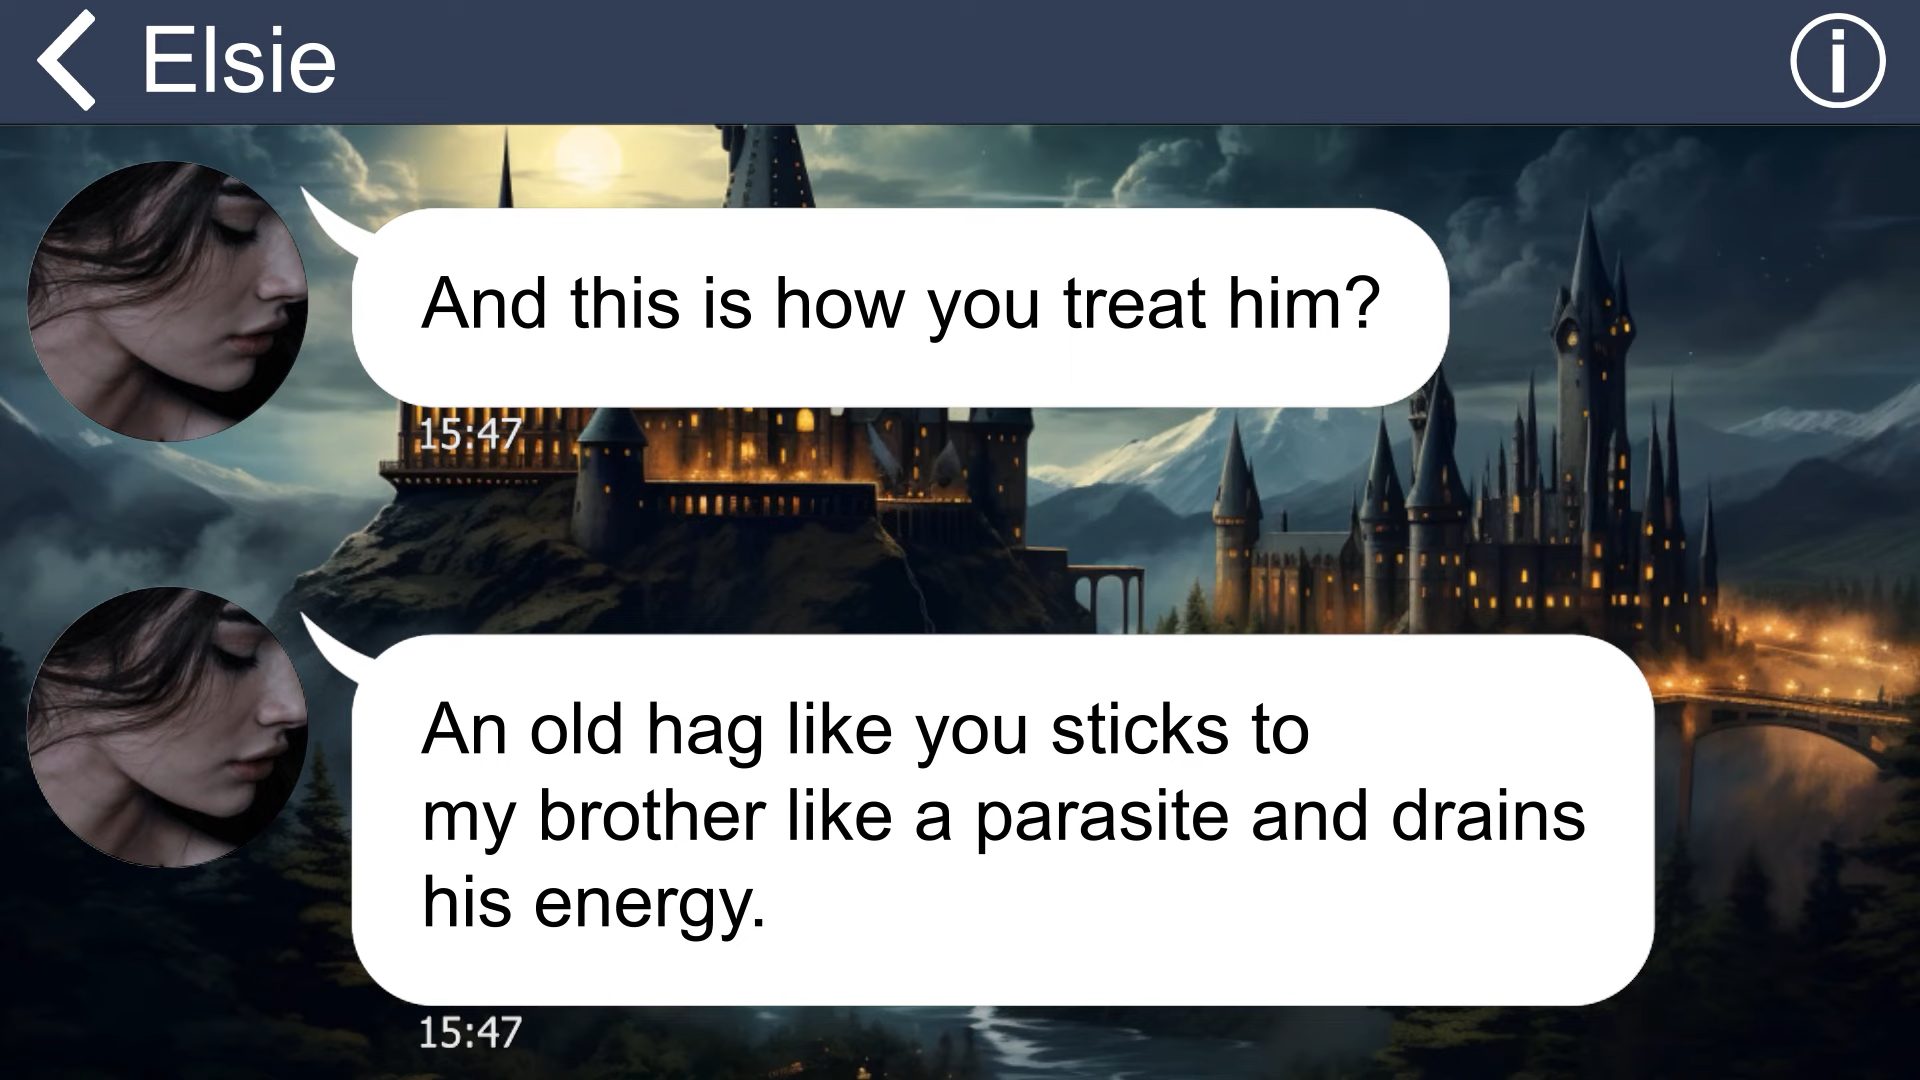 Elsie
And this is how you treat him?
15:47
An old hag like you sticks to
my brother like a parasite and drains
his energy.
15:47